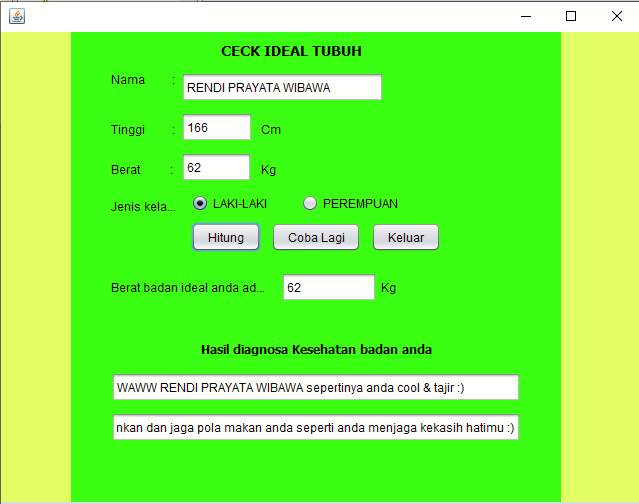 CECK IDEAL TUBUH
Nama : RENDI PRAYATA WIBAWA
Tinggi : 166 Cm
Berat : 62 Kg
Jenis kela... LAKI-LAKI PEREMPUAN
Hitung Coba Lagi Keluar
Berat badan ideal anda ad... 62 Kg
Hasil diagnosa Kesehatan badan anda
WAWW RENDI PRAYATA WIBAWA sepertinya anda cool & tajir :)
nkan dan jaga pola makan anda seperti anda menjaga kekasih hatimu :)